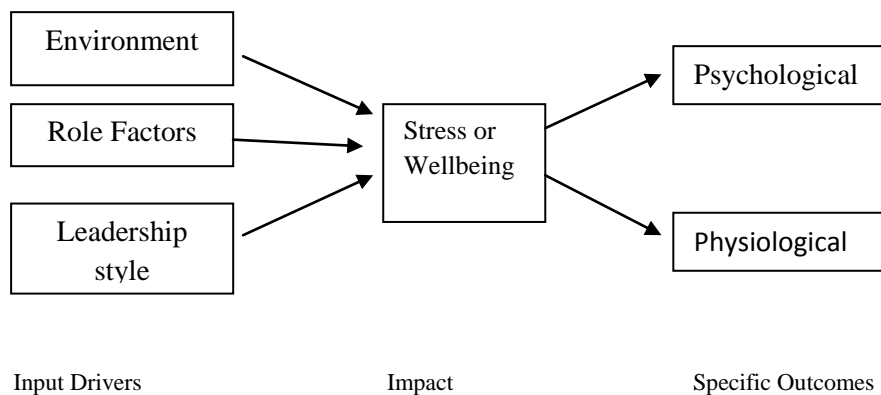 Environment
Role Factors
Leadership
style
Stress or
Wellbeing
Psychological
Physiological
Input Drivers
Impact
Specific Outcomes